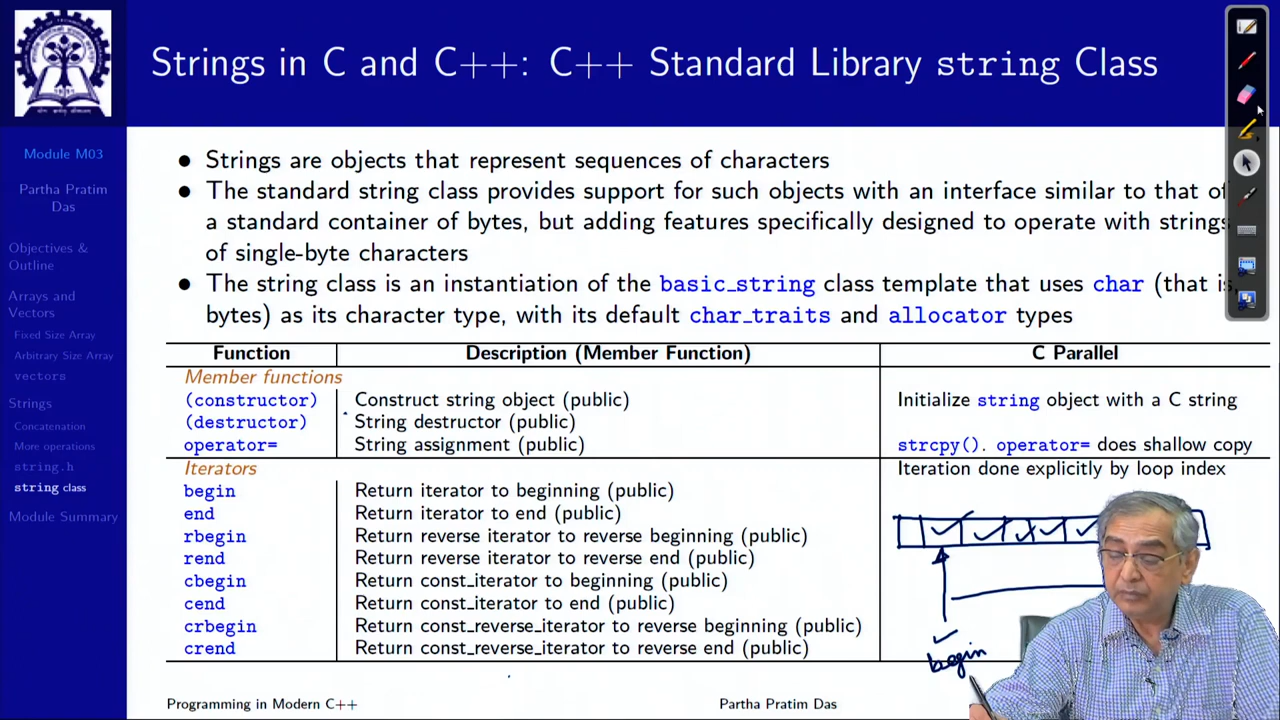 Strings in C and C++: C++ Standard Library string Class
Module M03
Partha Pratim
Das
Objectives &
Outline
Arrays and
Vectors
Fixed Size Array
Arbitrary Size Array
vectors
Strings
Concatenation
More operations
string.h
string class
Module Summary
• Strings are objects that represent sequences of characters
• The standard string class provides support for such objects with an interface similar to that of
a standard container of bytes, but adding features specifically designed to operate with strings
of single-byte characters
• The string class is an instantiation of the basic_string class template that uses char (that is
bytes) as its character type, with its default char_traits and allocator types
Function Description (Member Function) C Parallel
Member functions
(constructor) Construct string object (public) Initialize string object with a C string
(destructor) String destructor (public)
operator= String assignment (public) strcpy(). operator= does shallow copy
Iterators Iteration done explicitly by loop index
begin Return iterator to beginning (public)
end Return iterator to end (public)
rbegin Return reverse iterator to reverse beginning (public)
rend Return reverse iterator to reverse end (public)
cbegin Return const_iterator to beginning (public)
cend Return const_iterator to end (public)
crbegin Return const_reverse_iterator to reverse beginning (public)
crend Return const_reverse_iterator to reverse end (public)
begin
Programming in Modern C++ Partha Pratim Das